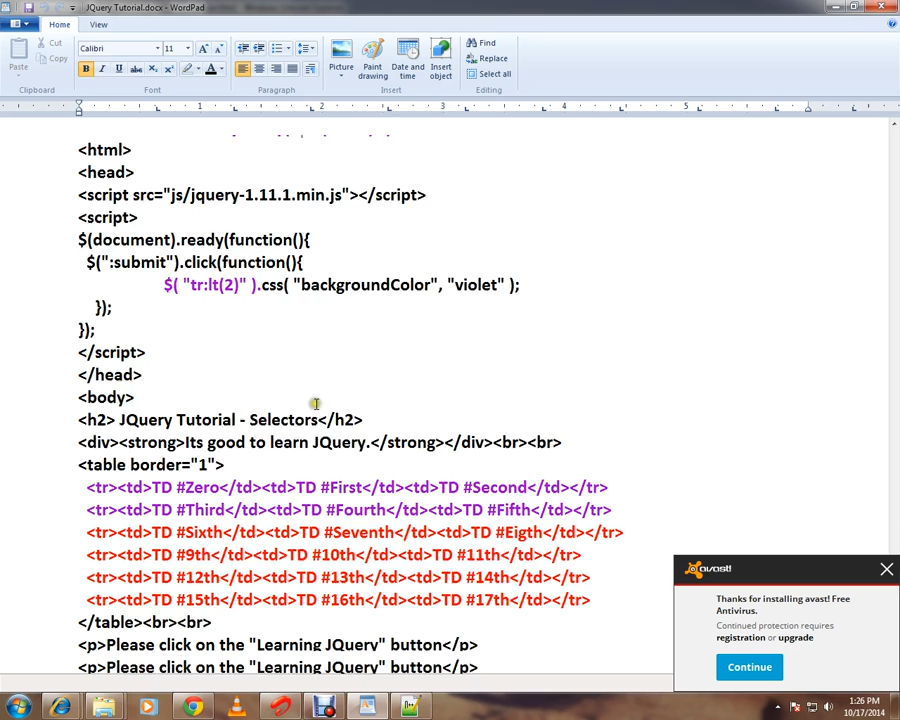 JQuery Tutorial.docx - WordPad
Home
View
Paste
Cut
Copy
Clipboard
Calibri
11
B I U abc X₂ X²
A
Font
Paragraph
Picture
Paint drawing
Date and time
Insert object
Insert
Find
Replace
Select all
Editing
1 2 3 4 5
<html>
<head>
<script src="js/jquery-1.11.1.min.js"></script>
<script>
$(document).ready(function(){
$(":submit").click(function(){
$( "tr:lt(2)" ).css( "backgroundColor", "violet" );
});
});
</script>
</head>
<body>
<h2> JQuery Tutorial - Selectors</h2>
<div><strong>Its good to learn JQuery.</strong></div><br><br>
<table border="1">
<tr><td>TD #Zero</td><td>TD #First</td><td>TD #Second</td></tr>
<tr><td>TD #Third</td><td>TD #Fourth</td><td>TD #Fifth</td></tr>
<tr><td>TD #Sixth</td><td>TD #Seventh</td><td>TD #Eigth</td></tr>
<tr><td>TD #9th</td><td>TD #10th</td><td>TD #11th</td></tr>
<tr><td>TD #12th</td><td>TD #13th</td><td>TD #14th</td></tr>
<tr><td>TD #15th</td><td>TD #16th</td><td>TD #17th</td></tr>
</table><br><br>
<p>Please click on the "Learning JQuery" button</p>
<p>Please click on the "Learning JQuery" button</p>
avast!
Thanks for installing avast! Free
Antivirus.
Continued protection requires
registration or upgrade
Continue
1:26 PM
10/17/2014